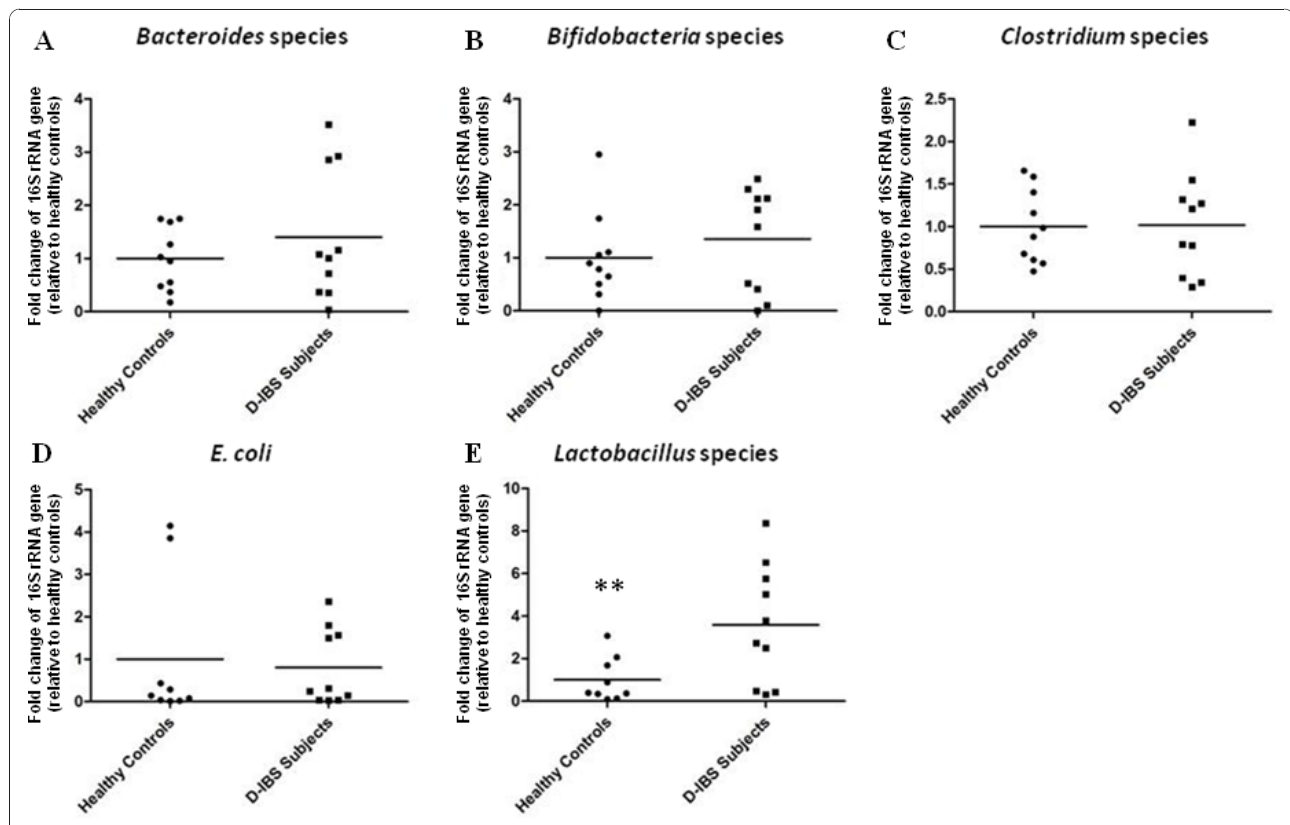 A
Bacteroides species
Fold change of 16S rRNA gene
(relative to healthy controls)
4
3
2
1
0
Healthy Controls
D-IBS Subjects
B
Bifidobacteria species
Fold change of 16S rRNA gene
(relative to healthy controls)
4
3
2
1
0
Healthy Controls
D-IBS Subjects
C
Clostridium species
Fold change of 16S rRNA gene
(relative to healthy controls)
2.5
2.0
1.5
1.0
0.5
0.0
Healthy Controls
D-IBS Subjects
D
E. coli
Fold change of 16S rRNA gene
(relative to healthy controls)
5
4
3
2
1
0
Healthy Controls
D-IBS Subjects
E
Lactobacillus species
Fold change of 16S rRNA gene
(relative to healthy controls)
10
8
6
4
2
0
**
Healthy Controls
D-IBS Subjects